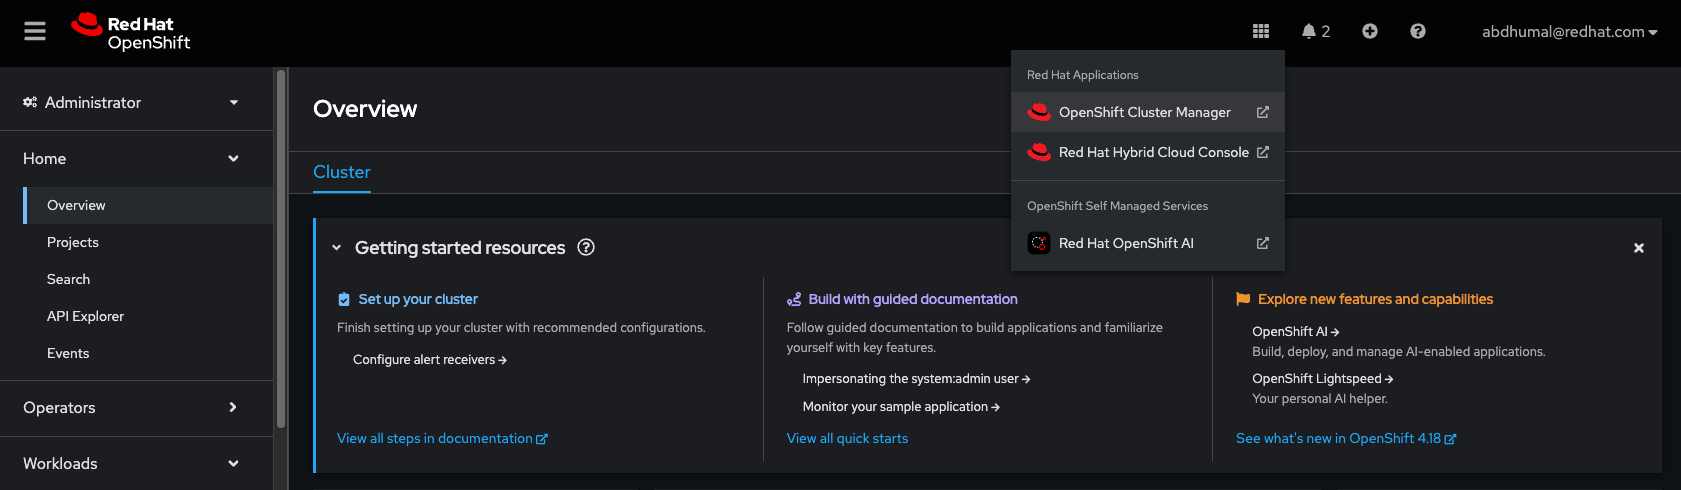 Red Hat
OpenShift
2
abdhumal@redhat.com
Administrator
Home
Overview
Projects
Search
API Explorer
Events
Operators
Workloads
Overview
Cluster
Red Hat Applications
OpenShift Cluster Manager
Red Hat Hybrid Cloud Console
OpenShift Self Managed Services
Red Hat OpenShift AI
Getting started resources
Set up your cluster
Finish setting up your cluster with recommended configurations.
Configure alert receivers
View all steps in documentation
Build with guided documentation
Follow guided documentation to build applications and familiarize
yourself with key features.
Impersonating the system:admin user
Monitor your sample application
View all quick starts
Explore new features and capabilities
OpenShift AI
Build, deploy, and manage AI-enabled applications.
OpenShift Lightspeed
Your personal AI helper.
See what's new in OpenShift 4.18